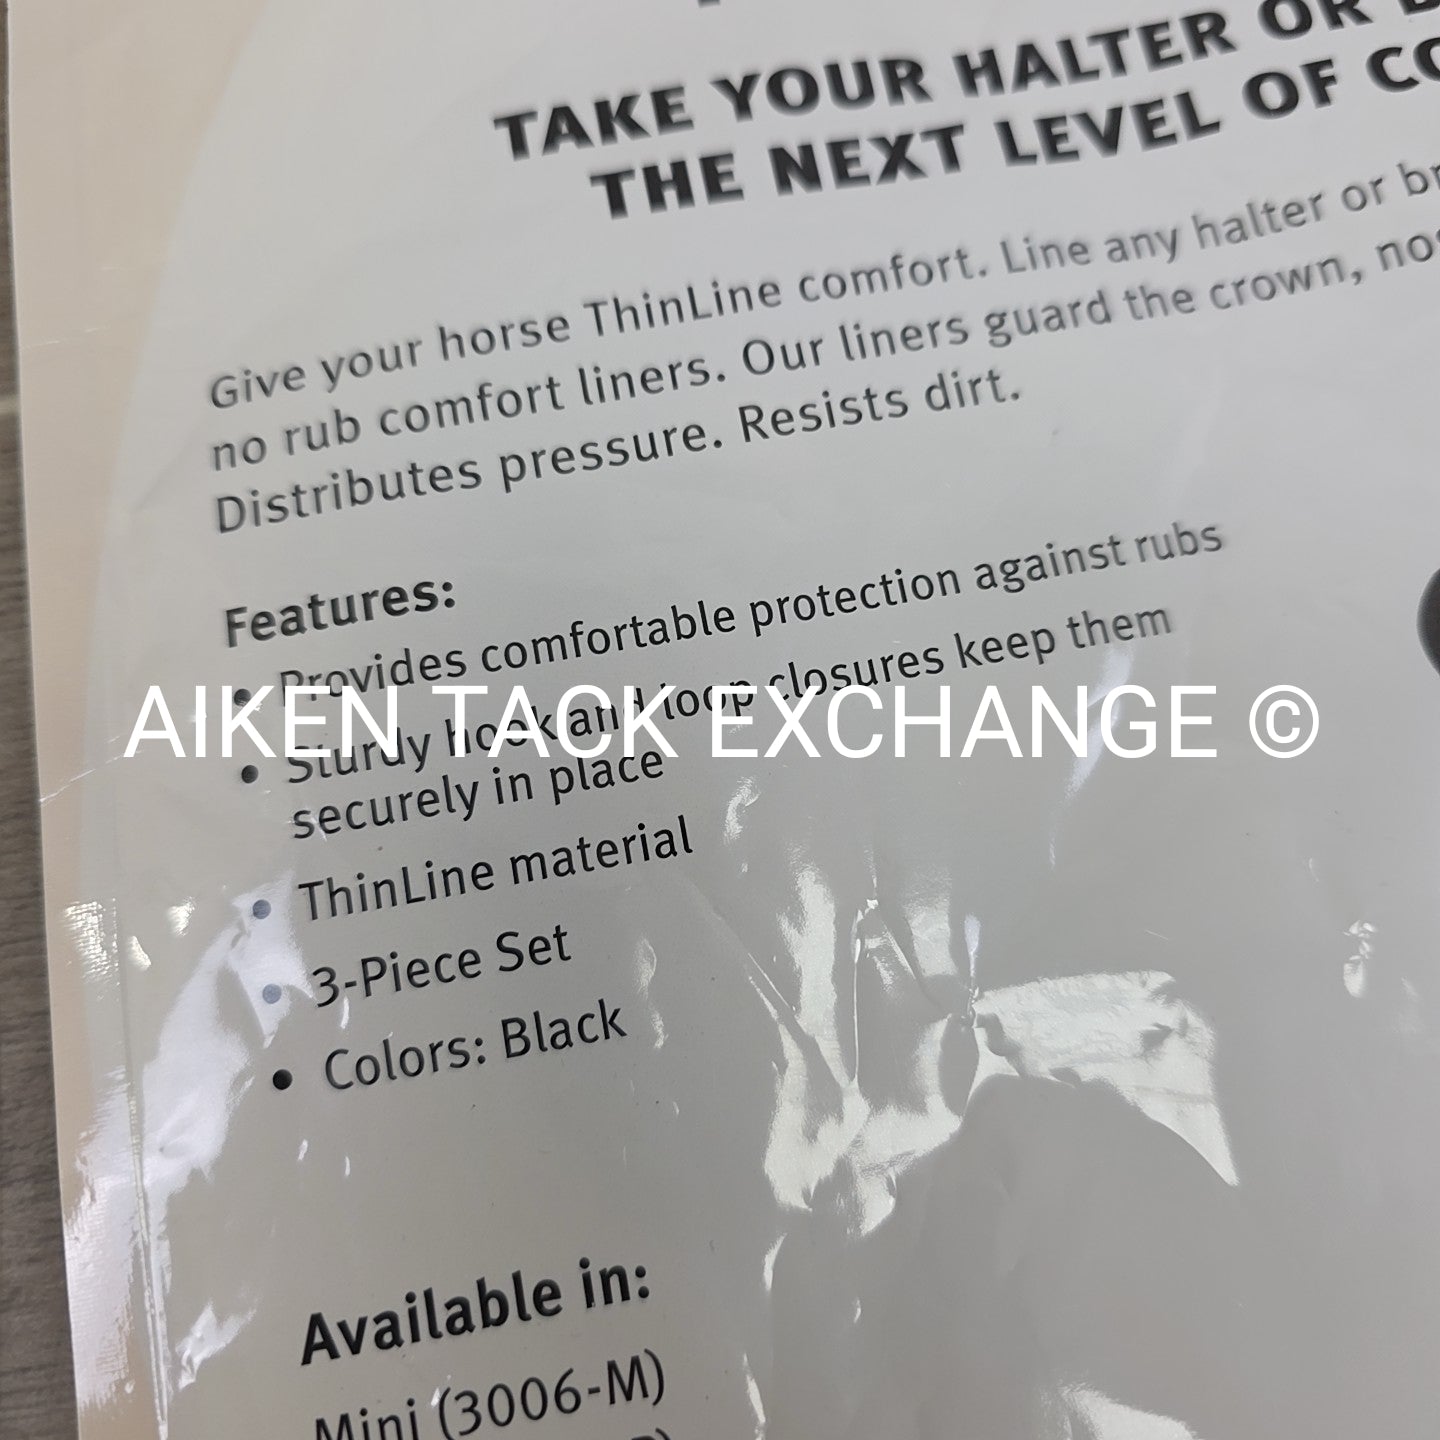 TAKE YOUR HALTER OR
THE NEXT LEVEL OF
Give your horse ThinLine comfort. Line any halter or
no rub comfort liners. Our liners guard the crown,
Distributes pressure. Resists dirt.
Features:
• Provides comfortable protection against rubs
• Sturdy hook and loop closures keep them
securely in place
• ThinLine material
• 3-Piece Set
• Colors: Black
AIKEN TACK EXCHANGE ©
Available in:
Mini (3006-M)